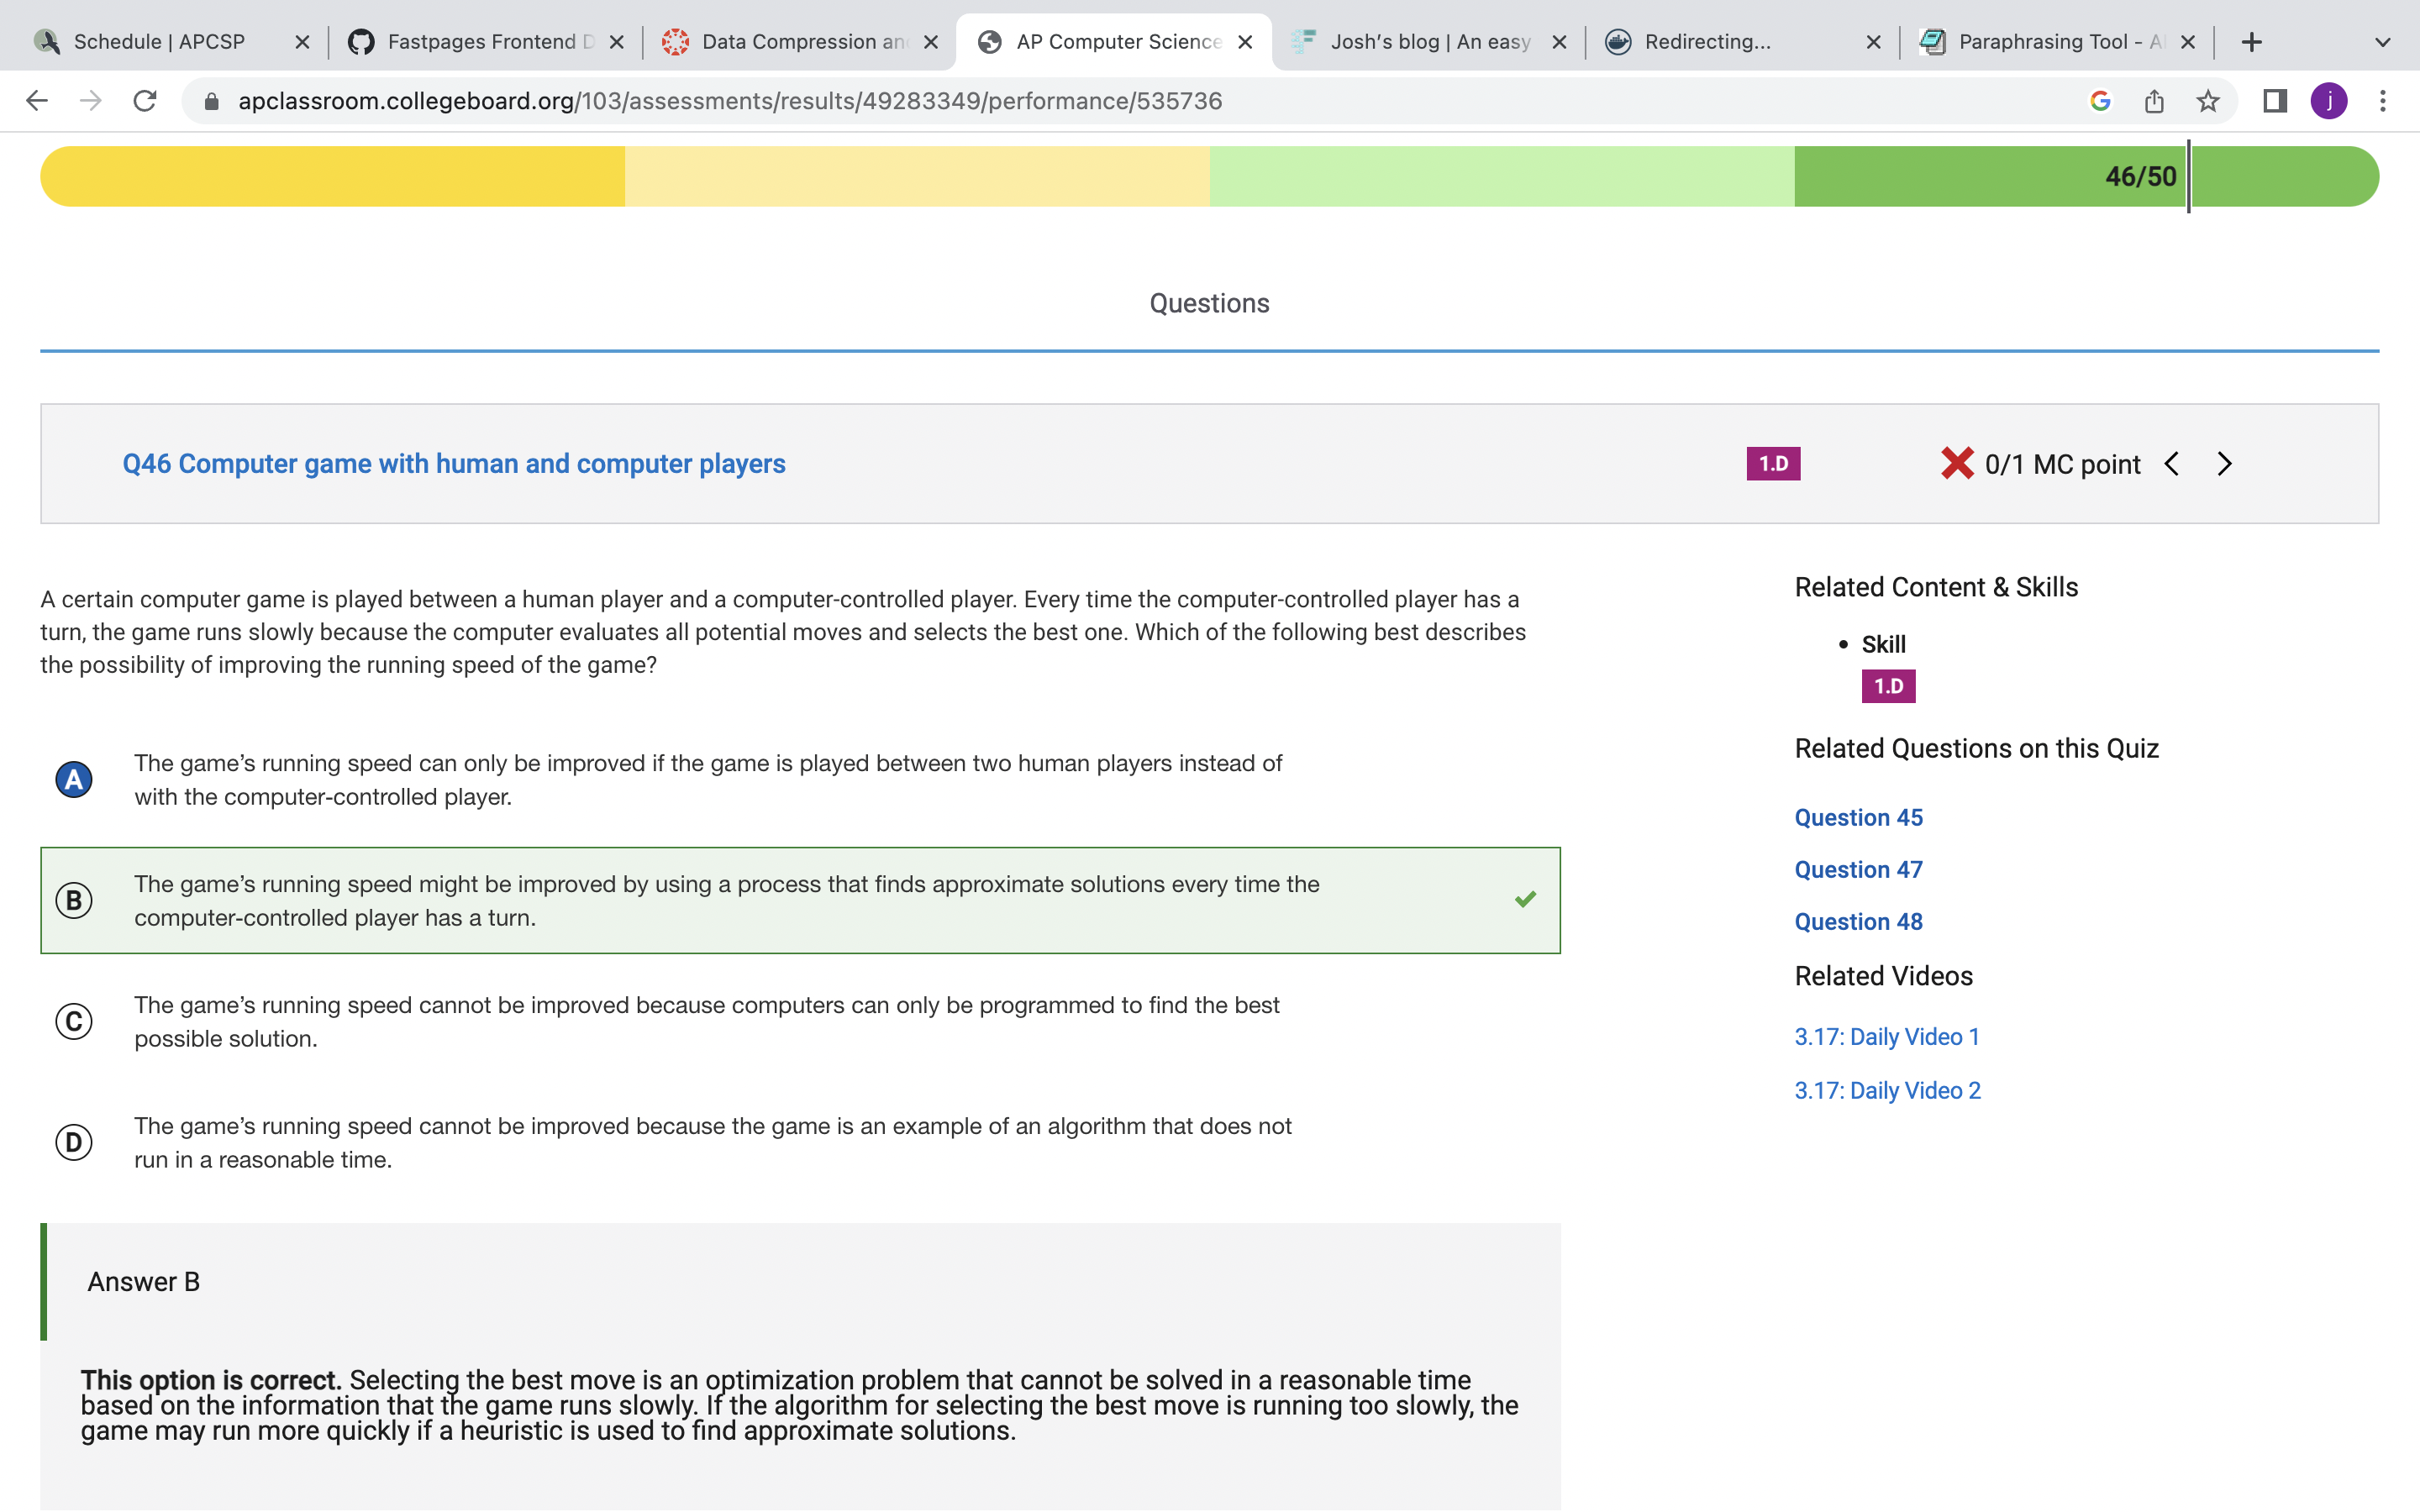 Schedule | APCSP
Fastpages Frontend D
Data Compression an
AP Computer Science
Josh's blog | An easy
Redirecting...
Paraphrasing Tool - A
apclassroom.collegeboard.org/103/assessments/results/49283349/performance/535736
j
46/50
Questions
Q46 Computer game with human and computer players
1.D
0/1 MC point
A certain computer game is played between a human player and a computer-controlled player. Every time the computer-controlled player has a
turn, the game runs slowly because the computer evaluates all potential moves and selects the best one. Which of the following best describes
the possibility of improving the running speed of the game?
A
The game’s running speed can only be improved if the game is played between two human players instead of
with the computer-controlled player.
B
The game’s running speed might be improved by using a process that finds approximate solutions every time the
computer-controlled player has a turn.
C
The game’s running speed cannot be improved because computers can only be programmed to find the best
possible solution.
D
The game’s running speed cannot be improved because the game is an example of an algorithm that does not
run in a reasonable time.
Answer B
This option is correct. Selecting the best move is an optimization problem that cannot be solved in a reasonable time
based on the information that the game runs slowly. If the algorithm for selecting the best move is running too slowly, the
game may run more quickly if a heuristic is used to find approximate solutions.
Related Content & Skills
• Skill
1.D
Related Questions on this Quiz
Question 45
Question 47
Question 48
Related Videos
3.17: Daily Video 1
3.17: Daily Video 2